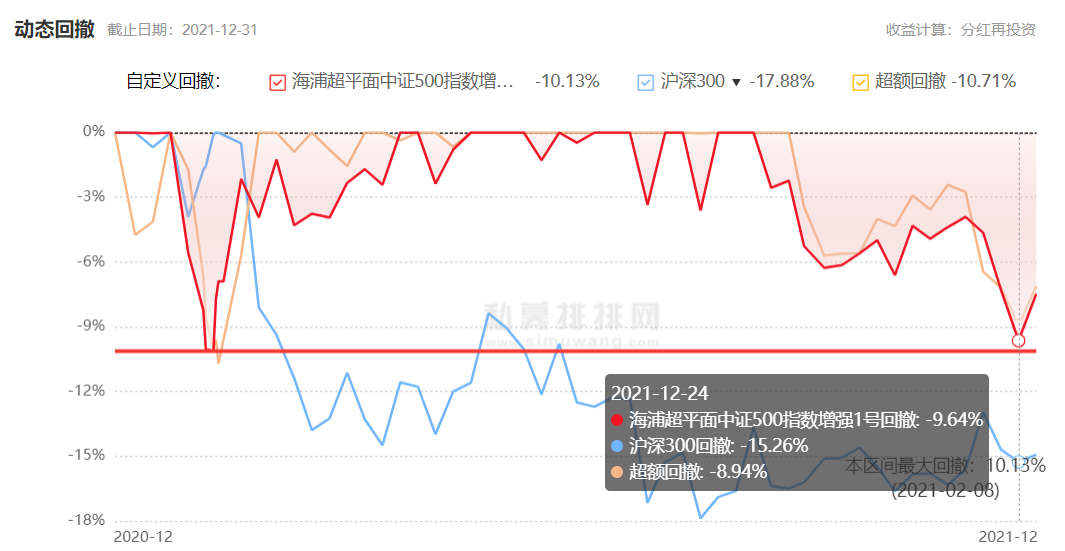 动态回撤 截止日期：2021-12-31 收益计算：分红再投资
自定义回撤： 海浦超平面中证500指数增… -10.13% 沪深300 -17.88% 超额回撤 -10.71%
0%
-3%
-6%
-9%
-12%
-15%
-18%
私募排排网
www.simuwang.com
2021-12-24
海浦超平面中证500指数增强1号回撤: -9.64%
沪深300回撤: -15.26%
超额回撤: -8.94%
本区间最大回撤：10.13%
(2021-02-08)
2020-12 2021-12